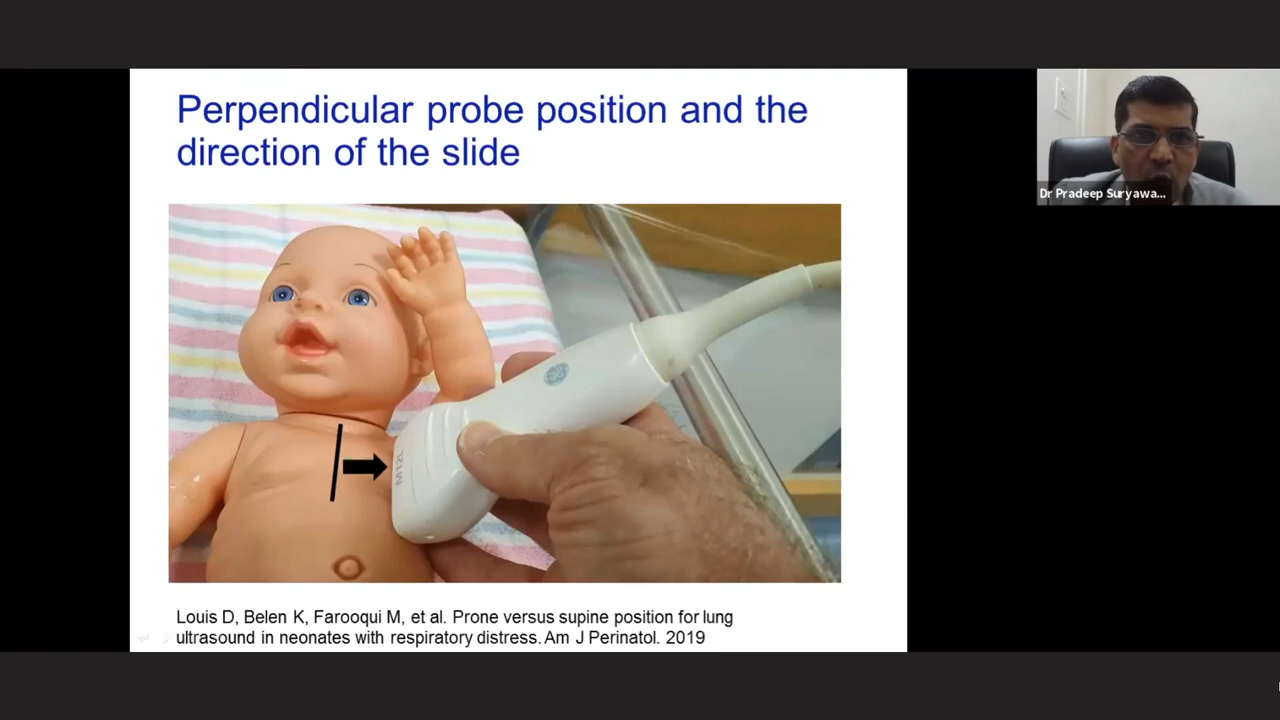 Perpendicular probe position and the
direction of the slide
Dr Pradeep Suryawa...
M12L
Louis D, Belen K, Farooqui M, et al. Prone versus supine position for lung
ultrasound in neonates with respiratory distress. Am J Perinatol. 2019